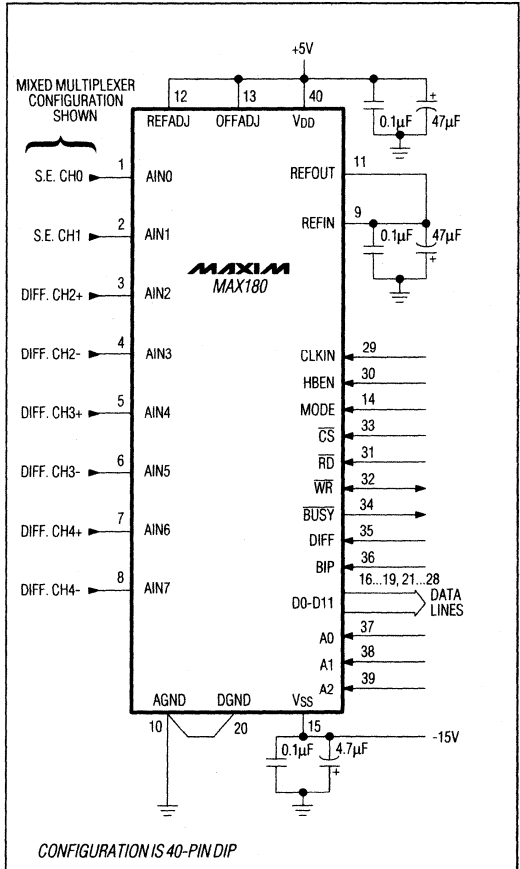 +5V
MIXED MULTIPLEXER
CONFIGURATION
SHOWN
12 13 40
REFADJ OFFADJ VDD
0.1µF 47µF
S.E. CH0 1 AIN0
REFOUT 11
S.E. CH1 2 AIN1
REFIN 9
0.1µF 47µF
MAXIM
MAX180
DIFF. CH2+ 3 AIN2
DIFF. CH2- 4 AIN3
DIFF. CH3+ 5 AIN4
DIFF. CH3- 6 AIN5
DIFF. CH4+ 7 AIN6
DIFF. CH4- 8 AIN7
CLKIN 29
HBEN 30
MODE 14
CS 33
RD 31
WR 32
BUSY 34
DIFF 35
BIP 36
16...19, 21...28
D0-D11 DATA
LINES
A0 37
A1 38
A2 39
AGND DGND VSS
10 20 15
-15V
0.1µF 4.7µF
+
+
+
CONFIGURATION IS 40-PIN DIP